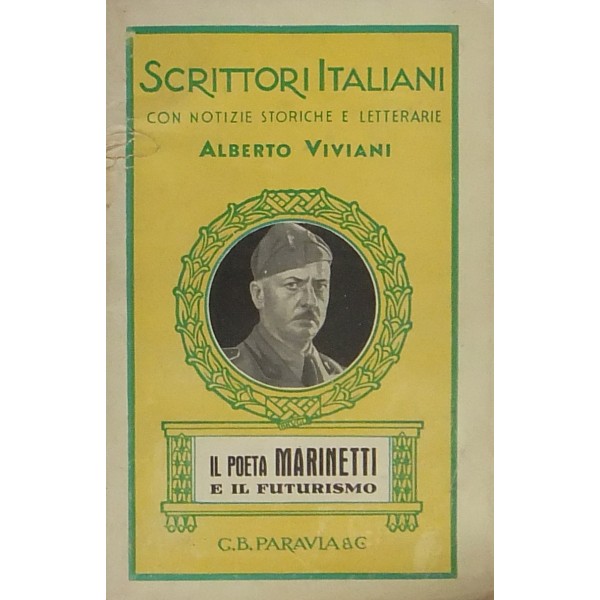 SCRITTORI ITALIANI
CON NOTIZIE STORICHE E LETTERARIE
ALBERTO VIVIANI
IL POETA MARINETTI
E IL FUTURISMO
G.B. PARAVIA & C